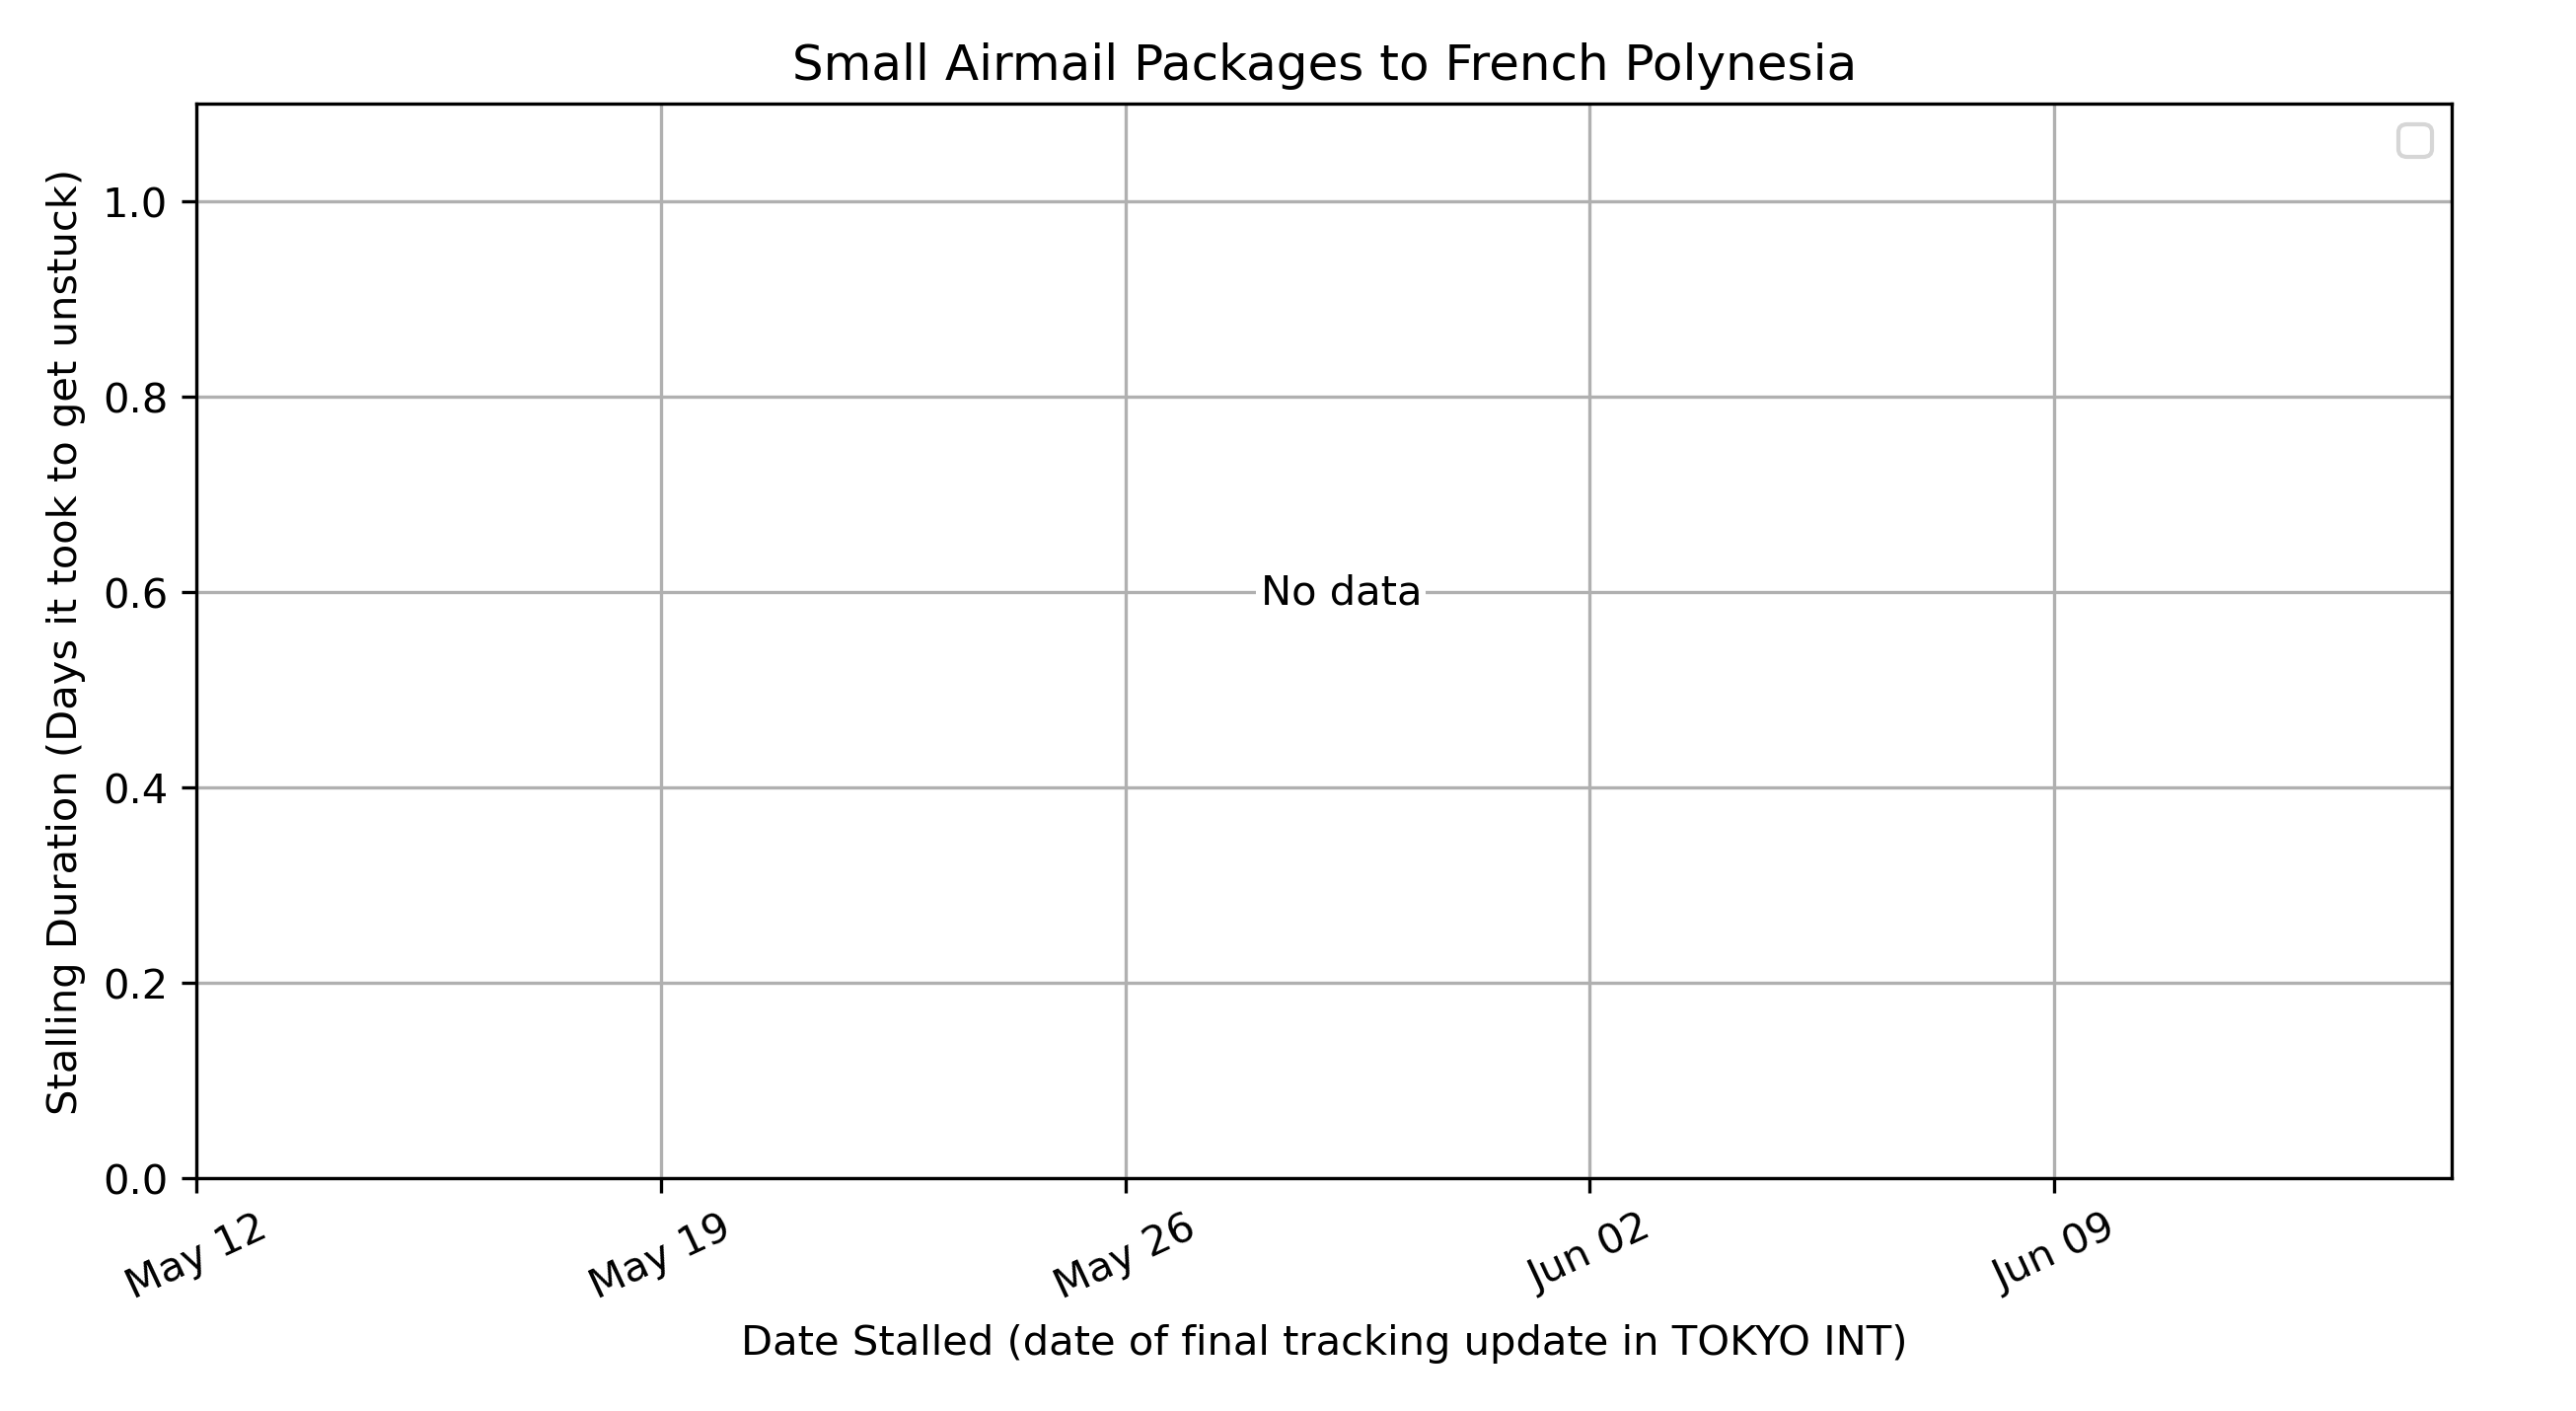 Small Airmail Packages to French Polynesia
Stalling Duration (Days it took to get unstuck)
1.0
0.8
0.6
0.4
0.2
0.0
No data
May 12
May 19
May 26
Jun 02
Jun 09
Date Stalled (date of final tracking update in TOKYO INT)